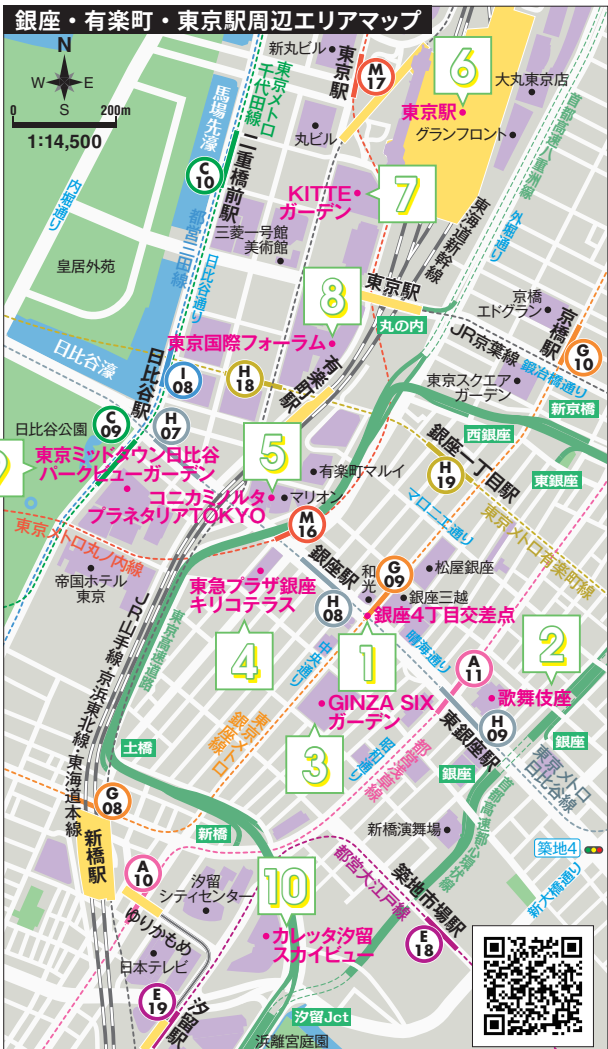 銀座・有楽町・東京駅周辺エリアマップ
N
W
E
S
0
200m
1:14,500
新丸ビル
東京駅
M
17
6
大丸東京店
東京駅
グランフロント
丸ビル
東京メトロ
千代田線
馬場先濠
首都高速八重洲線
C
10
二重橋前駅
KITTE
ガーデン
7
内堀通り
都営三田線
日比谷通り
三菱一号館
美術館
東海道新幹線
外堀通り
皇居外苑
8
東京駅
京橋
エドグラン
京橋駅
G
10
丸の内
日比谷濠
東京国際フォーラム
JR京葉線
鍛冶橋通り
日比谷駅
I
08
H
18
有楽町駅
東京スクエア
ガーデン
新京橋
日比谷公園
C
09
H
07
西銀座
銀座一丁目駅
H
19
東銀座
東京ミッドタウン日比谷
パークビューガーデン
5
有楽町マルイ
コニカミノルタ
プラネタリアTOKYO
マリオン
マロニエ通り
東京メトロ有楽町線
M
16
東京メトロ丸ノ内線
帝国ホテル
東京
銀座駅
和光
G
09
松屋銀座
銀座三越
東急プラザ銀座
キリコテラス
H
08
銀座4丁目交差点
JR山手線・京浜東北線・東海道本線
東京高速道路
4
中央通り
1
晴海通り
2
A
11
歌舞伎座
GINZA SIX
ガーデン
東銀座駅
H
09
3
東京メトロ
銀座線
昭和通り
都営浅草線
銀座
銀座
東京メトロ
日比谷線
土橋
首都高速都心環状線
G
08
新橋駅
新橋
新橋演舞場
築地4
A
10
汐留
シティセンター
10
都営大江戸線
築地市場駅
新大橋通り
ゆりかもめ
カレッタ汐留
スカイビュー
E
18
日本テレビ
E
19
汐留駅
汐留Jct
浜離宮庭園